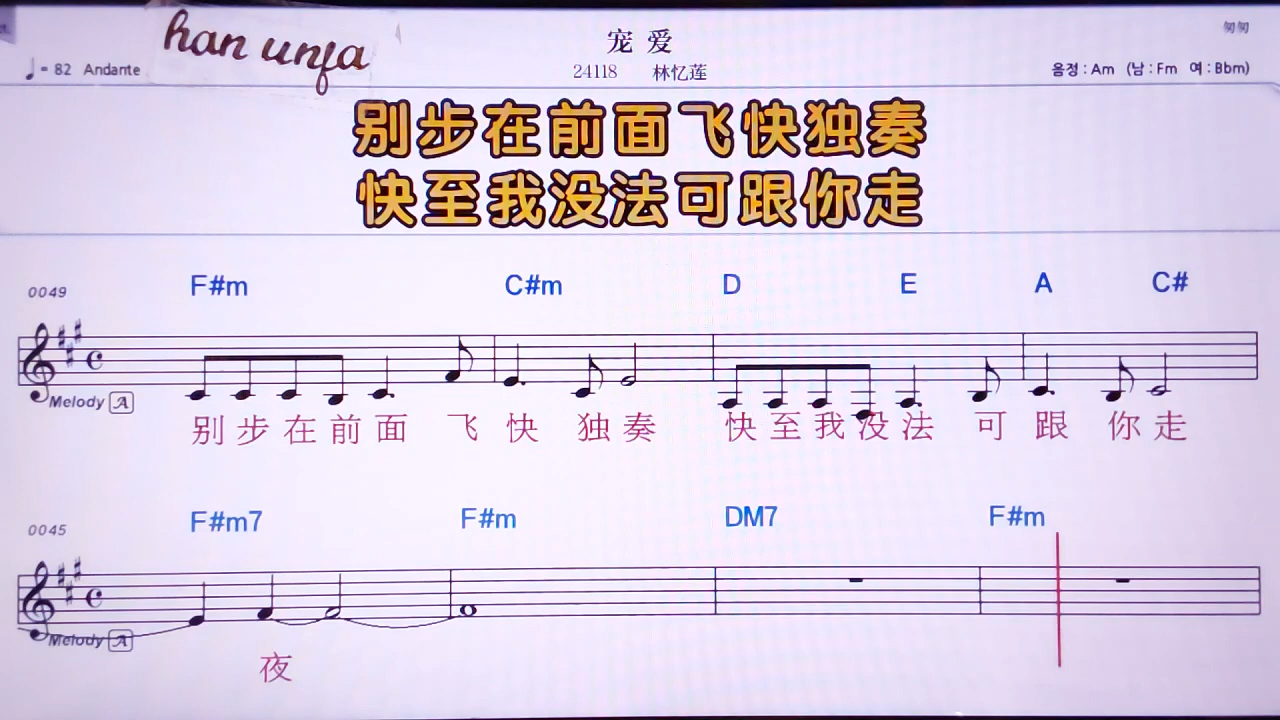 han unfa
宠爱
匆匆
♩= 82 Andante
24118 林忆莲
음정 : Am (남 : Fm 여 : Bbm)
别步在前面飞快独奏
快至我没法可跟你走
0049
F#m C#m D E A C#
Melody A
别步在前面 飞快 独奏 快至我没法 可跟 你走
0045
F#m7 F#m DM7 F#m
Melody A
夜